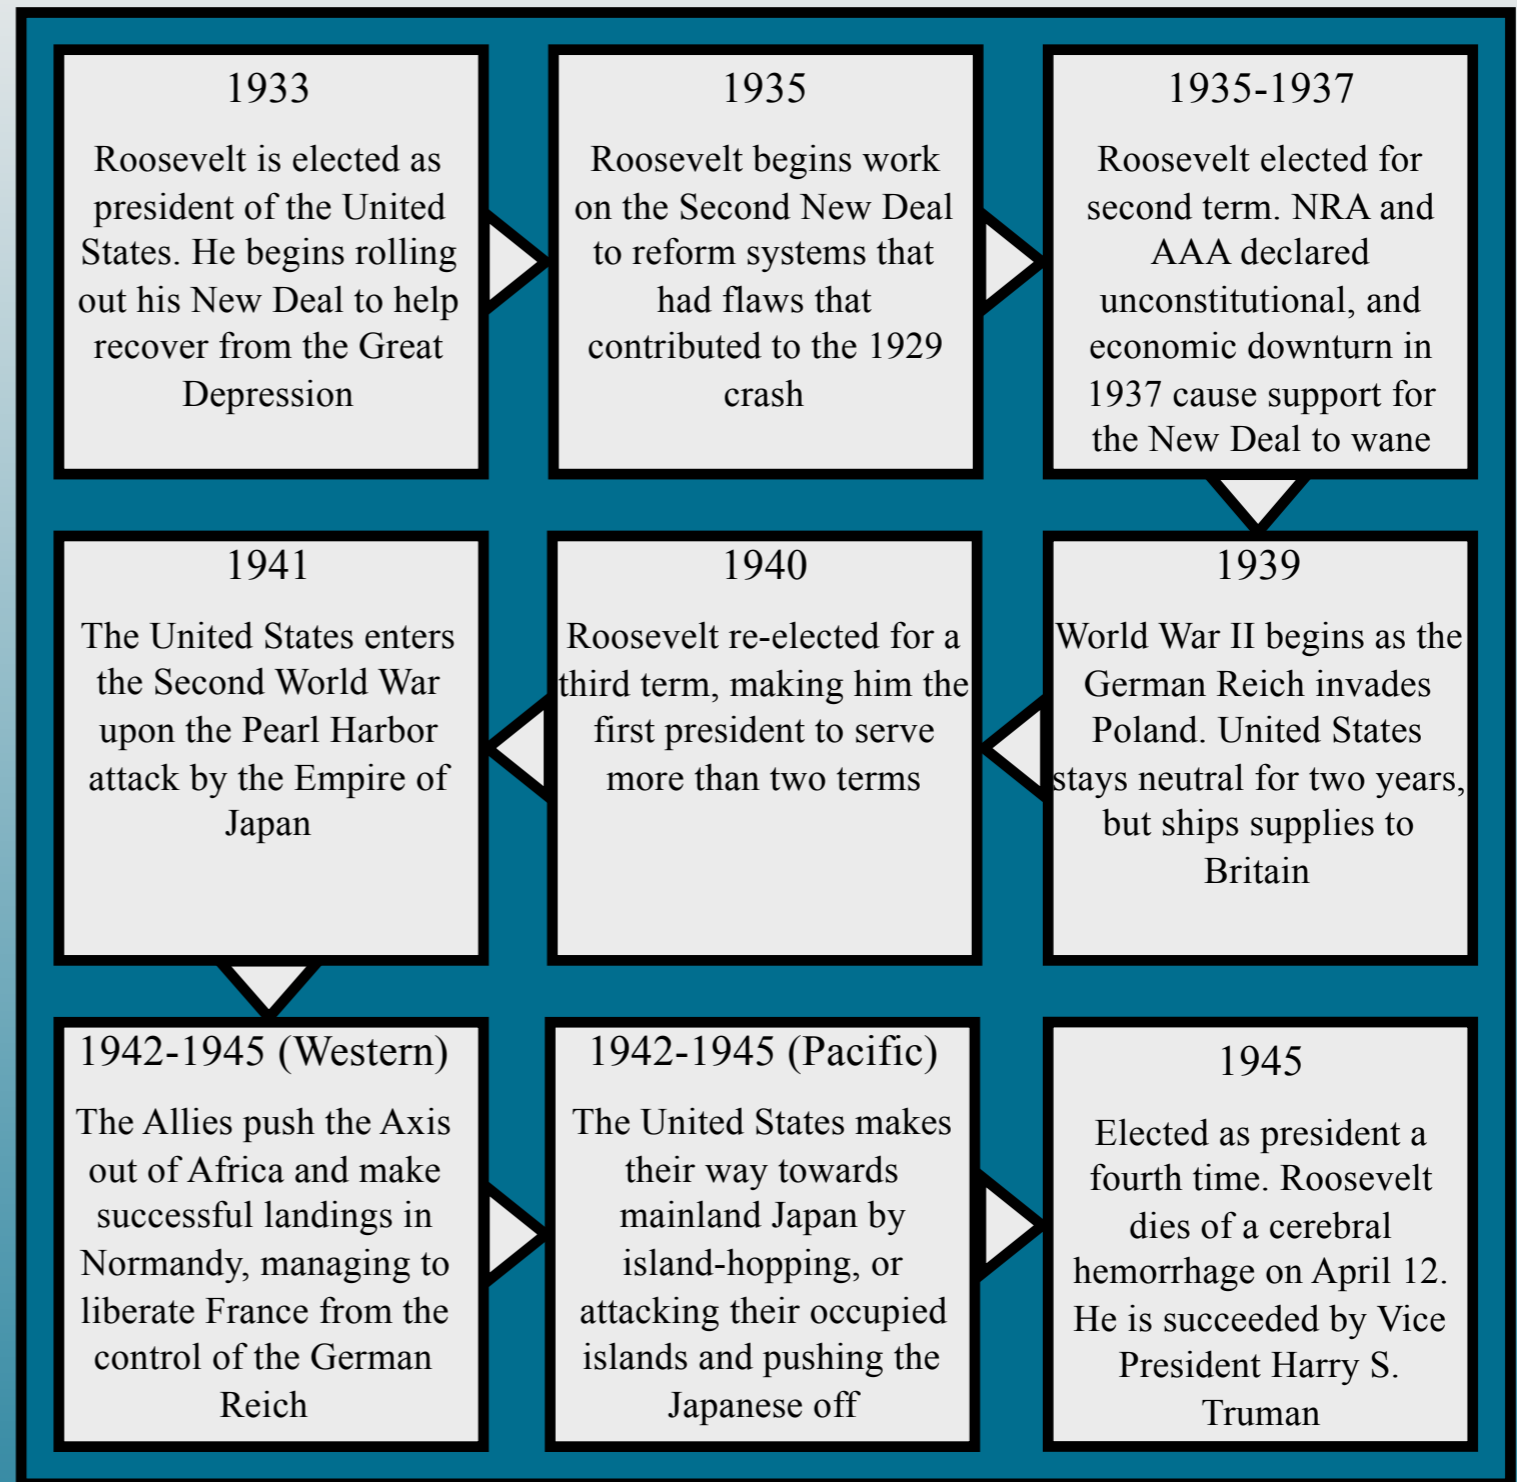 1933
Roosevelt is elected as
president of the United
States. He begins rolling
out his New Deal to help
recover from the Great
Depression
1935
Roosevelt begins work
on the Second New Deal
to reform systems that
had flaws that
contributed to the 1929
crash
1935-1937
Roosevelt elected for
second term. NRA and
AAA declared
unconstitutional, and
economic downturn in
1937 cause support for
the New Deal to wane
1939
World War II begins as the
German Reich invades
Poland. United States
stays neutral for two years,
but ships supplies to
Britain
1940
Roosevelt re-elected for a
third term, making him the
first president to serve
more than two terms
1941
The United States enters
the Second World War
upon the Pearl Harbor
attack by the Empire of
Japan
1942-1945 (Western)
The Allies push the Axis
out of Africa and make
successful landings in
Normandy, managing to
liberate France from the
control of the German
Reich
1942-1945 (Pacific)
The United States makes
their way towards
mainland Japan by
island-hopping, or
attacking their occupied
islands and pushing the
Japanese off
1945
Elected as president a
fourth time. Roosevelt
dies of a cerebral
hemorrhage on April 12.
He is succeeded by Vice
President Harry S.
Truman